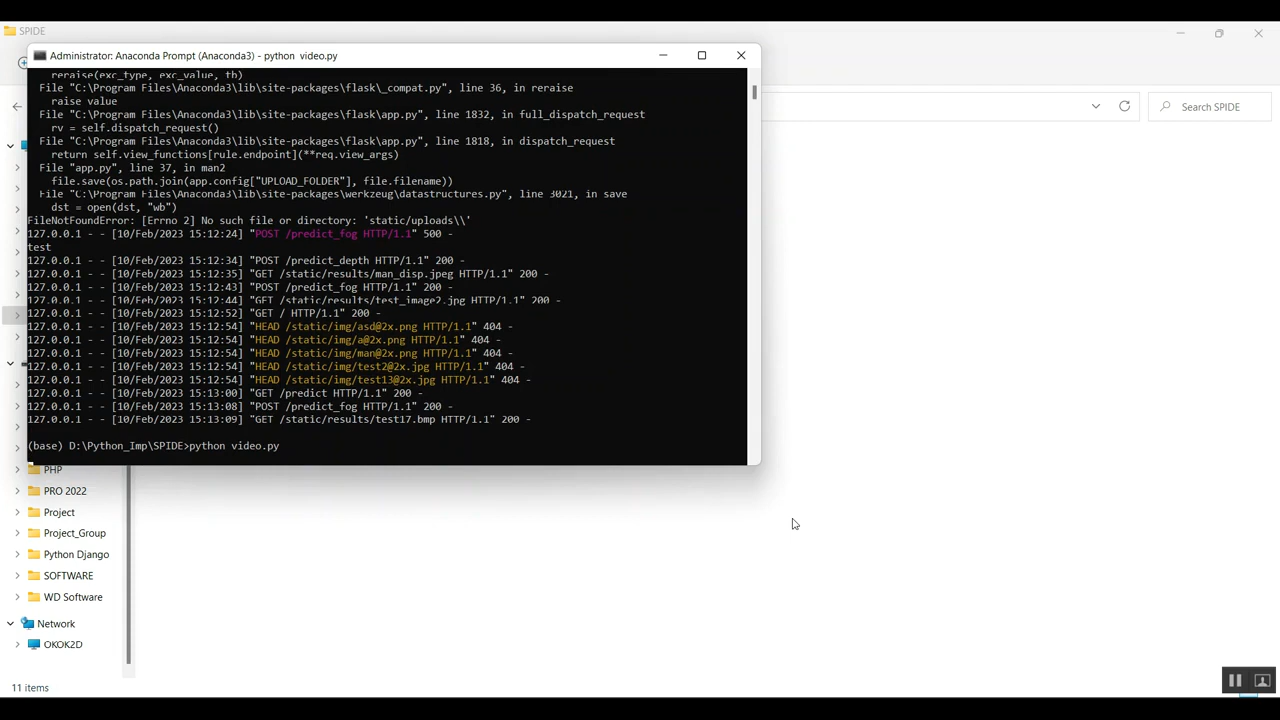 SPIDE
Administrator: Anaconda Prompt (Anaconda3) - python  video.py
reraise(exc_type, exc_value, tb)
File "C:\Program Files\Anaconda3\lib\site-packages\flask\_compat.py", line 36, in reraise
raise value
File "C:\Program Files\Anaconda3\lib\site-packages\flask\app.py", line 1832, in full_dispatch_request
rv = self.dispatch_request()
File "C:\Program Files\Anaconda3\lib\site-packages\flask\app.py", line 1818, in dispatch_request
return self.view_functions[rule.endpoint](**req.view_args)
File "app.py", line 37, in man2
file.save(os.path.join(app.config["UPLOAD_FOLDER"], file.filename))
File "C:\Program Files\Anaconda3\lib\site-packages\werkzeug\datastructures.py", line 3021, in save
dst = open(dst, "wb")
FileNotFoundError: [Errno 2] No such file or directory: 'static/uploads\\'
127.0.0.1 - - [10/Feb/2023 15:12:24] "POST /predict_fog HTTP/1.1" 500 -
test
127.0.0.1 - - [10/Feb/2023 15:12:34] "POST /predict_depth HTTP/1.1" 200 -
127.0.0.1 - - [10/Feb/2023 15:12:35] "GET /static/results/man_disp.jpeg HTTP/1.1" 200 -
127.0.0.1 - - [10/Feb/2023 15:12:43] "POST /predict_fog HTTP/1.1" 200 -
127.0.0.1 - - [10/Feb/2023 15:12:44] "GET /static/results/test_image2.jpg HTTP/1.1" 200 -
127.0.0.1 - - [10/Feb/2023 15:12:52] "GET / HTTP/1.1" 200 -
127.0.0.1 - - [10/Feb/2023 15:12:54] "HEAD /static/img/asd@2x.png HTTP/1.1" 404 -
127.0.0.1 - - [10/Feb/2023 15:12:54] "HEAD /static/img/a@2x.png HTTP/1.1" 404 -
127.0.0.1 - - [10/Feb/2023 15:12:54] "HEAD /static/img/man@2x.png HTTP/1.1" 404 -
127.0.0.1 - - [10/Feb/2023 15:12:54] "HEAD /static/img/test2@2x.jpg HTTP/1.1" 404 -
127.0.0.1 - - [10/Feb/2023 15:12:54] "HEAD /static/img/test13@2x.jpg HTTP/1.1" 404 -
127.0.0.1 - - [10/Feb/2023 15:13:00] "GET /predict HTTP/1.1" 200 -
127.0.0.1 - - [10/Feb/2023 15:13:08] "POST /predict_fog HTTP/1.1" 200 -
127.0.0.1 - - [10/Feb/2023 15:13:09] "GET /static/results/test17.bmp HTTP/1.1" 200 -
(base) D:\Python_Imp\SPIDE>python video.py
Search SPIDE
PHP
PRO 2022
Project
Project_Group
Python Django
SOFTWARE
WD Software
Network
OKOK2D
11 items